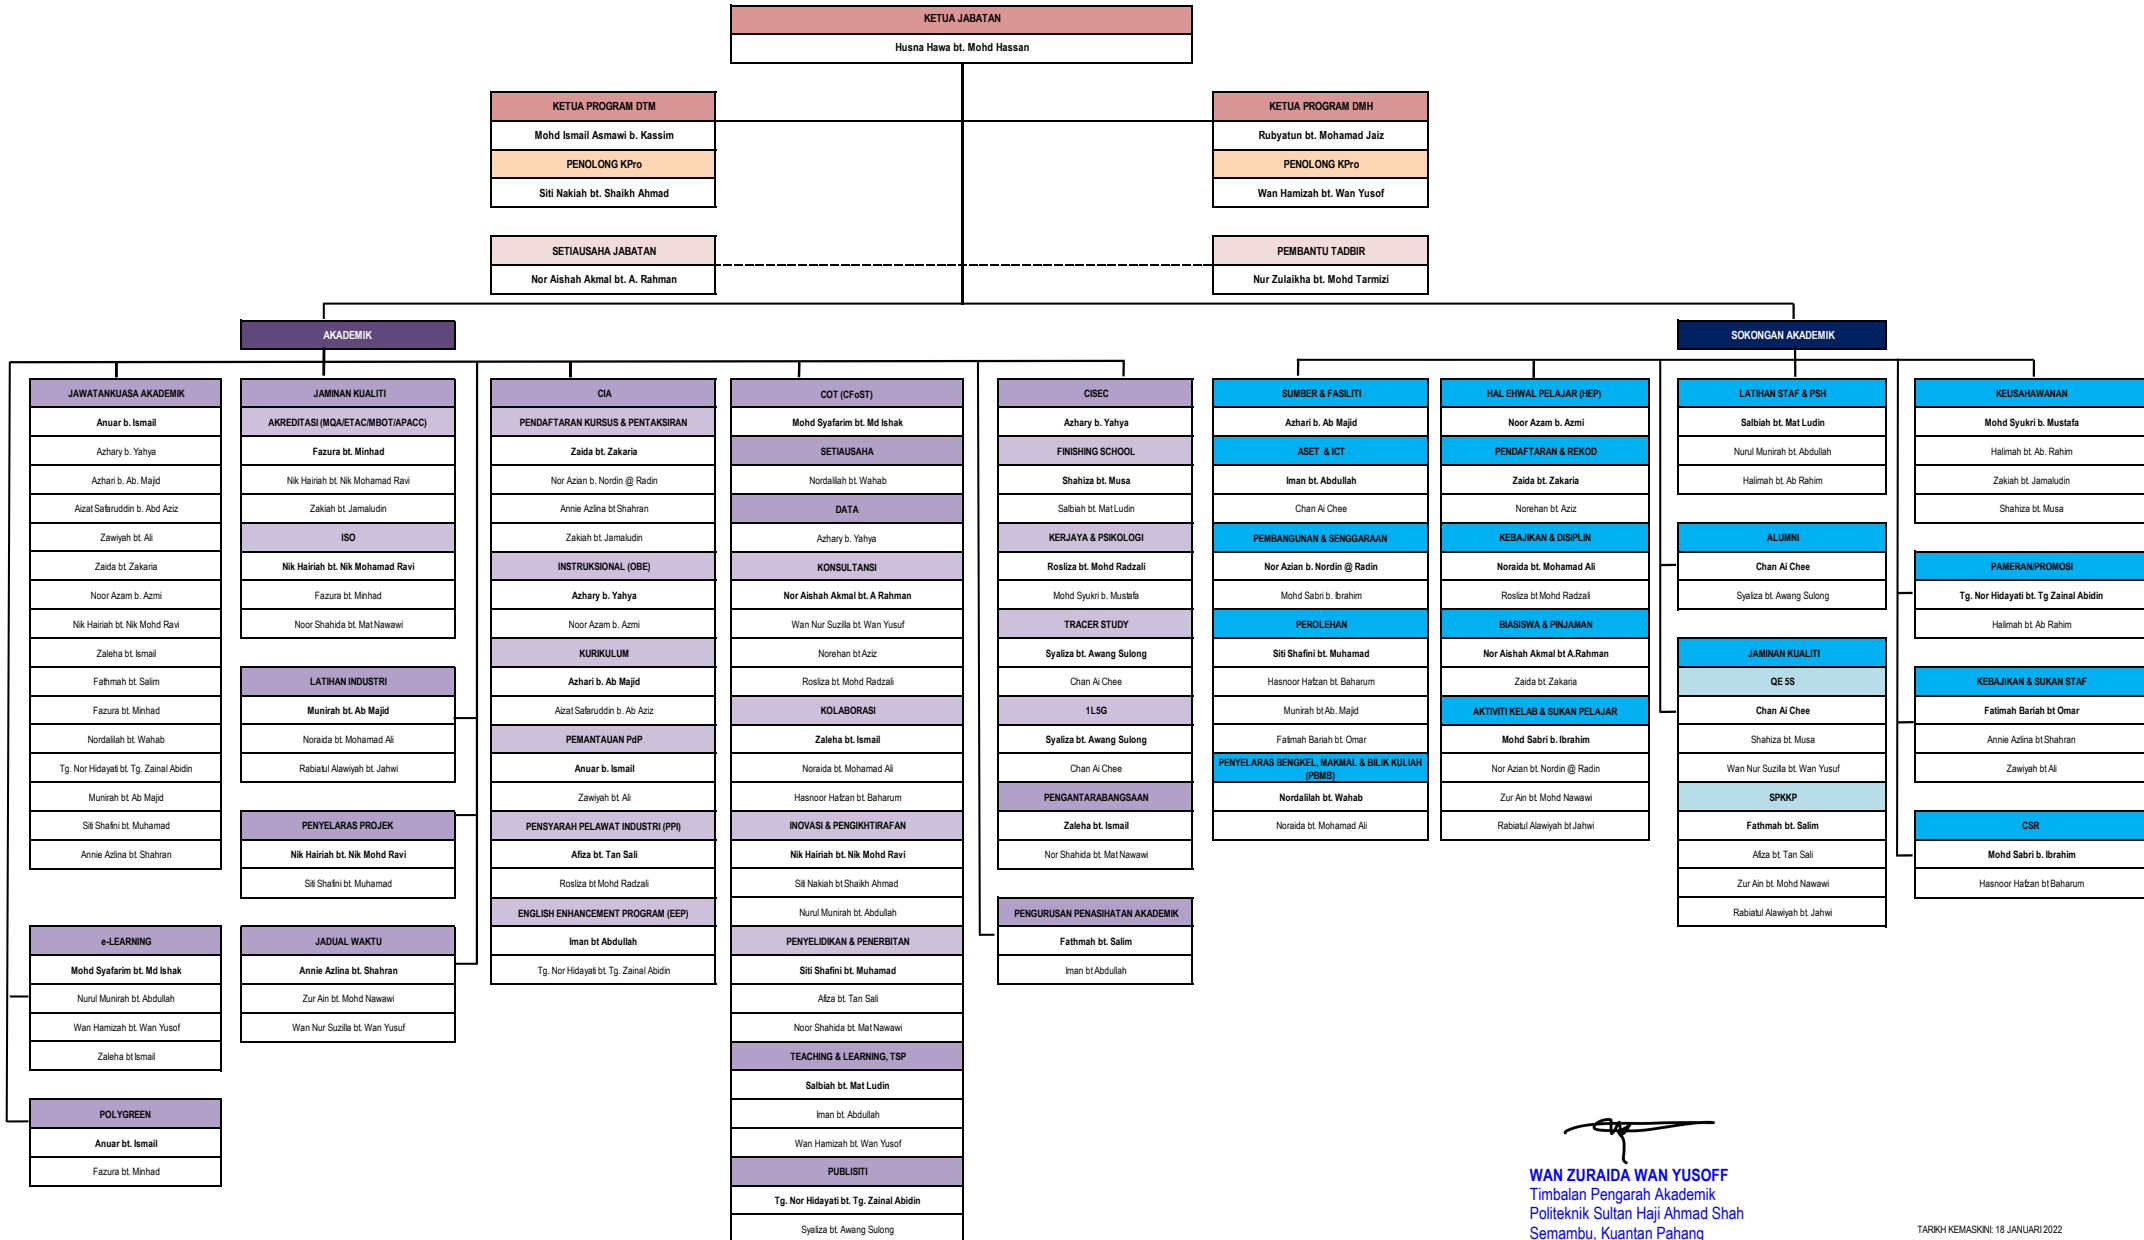 KETUA JABATAN
Husna Hawa bt. Mohd Hassan
KETUA PROGRAM DTM
Mohd Ismail Asmawi b. Kassim
PENOLONG KPro
Siti Nakiah bt. Shaikh Ahmad
KETUA PROGRAM DMH
Rubyatun bt. Mohamad Jaiz
PENOLONG KPro
Wan Hamizah bt. Wan Yusof
SETIAUSAHA JABATAN
Nor Aishah Akmal bt. A. Rahman
PEMBANTU TADBIR
Nur Zulaikha bt. Mohd Tarmizi
AKADEMIK
SOKONGAN AKADEMIK
JAWATANKUASA AKADEMIK
Anuar b. Ismail
Azhary b. Yahya
Azhari b. Ab. Majid
Aizat Safaruddin b. Abd Aziz
Zawiyah bt. Ali
Zaida bt. Zakaria
Noor Azam b. Azmi
Nik Hairiah bt. Nik Mohd Ravi
Zaleha bt. Ismail
Fathmah bt. Salim
Fazura bt. Minhad
Nordalilah bt. Wahab
Tg. Nor Hidayati bt. Tg. Zainal Abidin
Munirah bt. Ab Majid
Siti Shafini bt. Muhamad
Annie Azlina bt. Shahran
e-LEARNING
Mohd Syafarim bt. Md Ishak
Nurul Munirah bt. Abdullah
Wan Hamizah bt. Wan Yusof
Zaleha bt Ismail
POLYGREEN
Anuar bt. Ismail
Fazura bt. Minhad
JAMINAN KUALITI
AKREDITASI (MQA/ETAC/MBOT/APACC)
Fazura bt. Minhad
Nik Hairiah bt. Nik Mohamad Ravi
Zakiah bt. Jamaludin
ISO
Nik Hairiah bt. Nik Mohamad Ravi
Fazura bt. Minhad
Noor Shahida bt. Mat Nawawi
LATIHAN INDUSTRI
Munirah bt. Ab Majid
Noraida bt. Mohamad Ali
Rabiatul Alawiyah bt. Jahwi
PENYELARAS PROJEK
Nik Hairiah bt. Nik Mohd Ravi
Siti Shafini bt. Muhamad
JADUAL WAKTU
Annie Azlina bt. Shahran
Zur Ain bt. Mohd Nawawi
Wan Nur Suzilla bt. Wan Yusuf
CIA
PENDAFTARAN KURSUS & PENTAKSIRAN
Zaida bt. Zakaria
Nor Azian b. Nordin @ Radin
Annie Azlina bt Shahran
Zakiah bt. Jamaludin
INSTRUKSIONAL (OBE)
Azhary b. Yahya
Noor Azam b. Azmi
KURIKULUM
Azhari b. Ab Majid
Aizat Safaruddin b. Ab Aziz
PEMANTAUAN PdP
Anuar b. Ismail
Zawiyah bt. Ali
PENSYARAH PELAWAT INDUSTRI (PPI)
Afiza bt. Tan Sali
Rosliza bt Mohd Radzali
ENGLISH ENHANCEMENT PROGRAM (EEP)
Iman bt Abdullah
Tg. Nor Hidayati bt. Tg. Zainal Abidin
COT (CFoST)
Mohd Syafarim bt. Md Ishak
SETIAUSAHA
Nordalilah bt. Wahab
DATA
Azhary b. Yahya
KONSULTANSI
Nor Aishah Akmal bt. A Rahman
Wan Nur Suzilla bt. Wan Yusuf
Norehan bt Aziz
Rosliza bt. Mohd Radzali
KOLABORASI
Zaleha bt. Ismail
Noraida bt. Mohamad Ali
Hasnoor Hafzan bt. Baharum
INOVASI & PENGIKHTIRAFAN
Nik Hairiah bt. Nik Mohd Ravi
Siti Nakiah bt Shaikh Ahmad
Nurul Munirah bt. Abdullah
PENYELIDIKAN & PENERBITAN
Siti Shafini bt. Muhamad
Afiza bt. Tan Sali
Noor Shahida bt. Mat Nawawi
TEACHING & LEARNING, TSP
Salbiah bt. Mat Ludin
Iman bt. Abdullah
Wan Hamizah bt. Wan Yusof
PUBLISITI
Tg. Nor Hidayati bt. Tg. Zainal Abidin
Syaliza bt. Awang Sulong
CISEC
Azhary b. Yahya
FINISHING SCHOOL
Shahiza bt. Musa
Salbiah bt. Mat Ludin
KERJAYA & PSIKOLOGI
Rosliza bt. Mohd Radzali
Mohd Syukri b. Mustafa
TRACER STUDY
Syaliza bt. Awang Sulong
Chan Ai Chee
1L5G
Syaliza bt. Awang Sulong
Chan Ai Chee
PENGANTARABANGSAAN
Zaleha bt. Ismail
Nor Shahida bt. Mat Nawawi
PENGURUSAN PENASIHATAN AKADEMIK
Fathmah bt. Salim
Iman bt Abdullah
SUMBER & FASILITI
Azhari b. Ab Majid
ASET & ICT
Iman bt. Abdullah
Chan Ai Chee
PEMBANGUNAN & SENGGARAAN
Nor Azian b. Nordin @ Radin
Mohd Sabri b. Ibrahim
PEROLEHAN
Siti Shafini bt. Muhamad
Hasnoor Hafzan bt. Baharum
Munirah bt Ab. Majid
Fatimah Bariah bt. Omar
PENYELARAS BENGKEL, MAKMAL & BILIK KULIAH
(PBMB)
Nordalilah bt. Wahab
Noraida bt. Mohamad Ali
HAL EHWAL PELAJAR (HEP)
Noor Azam b. Azmi
PENDAFTARAN & REKOD
Zaida bt. Zakaria
Norehan bt. Aziz
KEBAJIKAN & DISIPLIN
Noraida bt. Mohamad Ali
Rosliza bt Mohd Radzali
BIASISWA & PINJAMAN
Nor Aishah Akmal bt A.Rahman
Zaida bt. Zakaria
AKTIVITI KELAB & SUKAN PELAJAR
Mohd Sabri b. Ibrahim
Nor Azian bt. Nordin @ Radin
Zur Ain bt. Mohd Nawawi
Rabiatul Alawiyah bt Jahwi
LATIHAN STAF & PSH
Salbiah bt. Mat Ludin
Nurul Munirah bt. Abdullah
Halimah bt. Ab Rahim
ALUMNI
Chan Ai Chee
Syaliza bt. Awang Sulong
JAMINAN KUALITI
QE 5S
Chan Ai Chee
Shahiza bt. Musa
Wan Nur Suzilla bt. Wan Yusuf
SPKKP
Fathmah bt. Salim
Afiza bt. Tan Sali
Zur Ain bt. Mohd Nawawi
Rabiatul Alawiyah bt. Jahwi
KEUSAHAWANAN
Mohd Syukri b. Mustafa
Halimah bt. Ab. Rahim
Zakiah bt. Jamaludin
Shahiza bt. Musa
PAMERAN/PROMOSI
Tg. Nor Hidayati bt. Tg Zainal Abidin
Halimah bt. Ab Rahim
KEBAJIKAN & SUKAN STAF
Fatimah Bariah bt Omar
Annie Azlina bt Shahran
Zawiyah bt Ali
CSR
Mohd Sabri b. Ibrahim
Hasnoor Hafzan bt Baharum
WAN ZURAIDA WAN YUSOFF
Timbalan Pengarah Akademik
Politeknik Sultan Haji Ahmad Shah
Semambu, Kuantan Pahang
TARIKH KEMASKINI: 18 JANUARI 2022